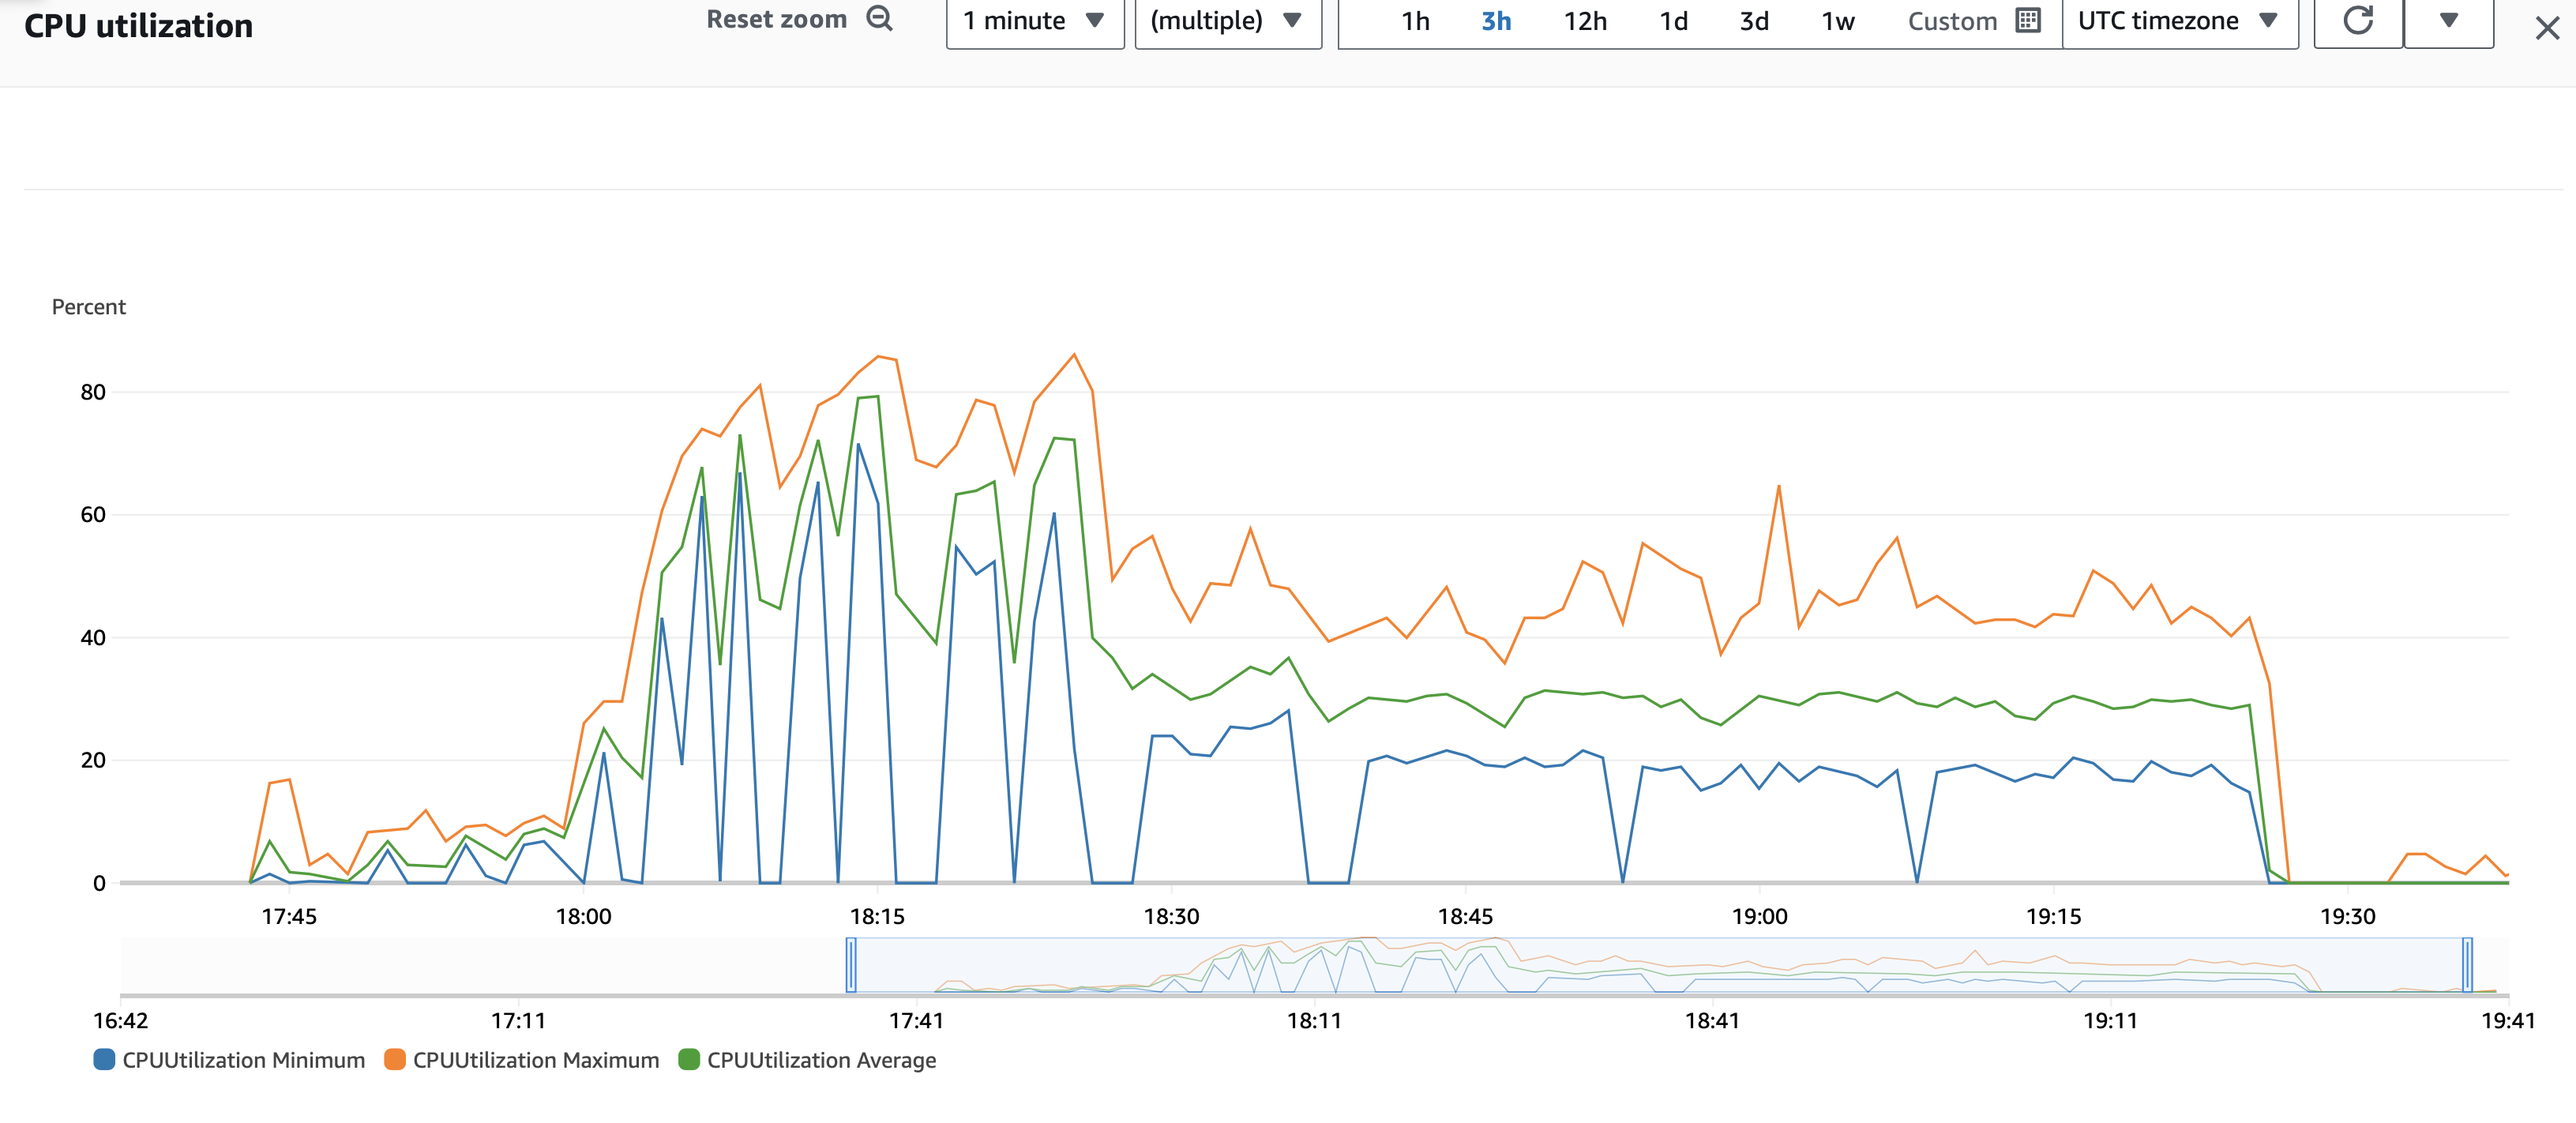 CPU utilization Reset zoom 1 minute (multiple) 1h 3h 12h 1d 3d 1w Custom UTC timezone
Percent
80
60
40
20
0
17:45 18:00 18:15 18:30 18:45 19:00 19:15 19:30
16:42 17:11 17:41 18:11 18:41 19:11 19:41
CPUUtilization Minimum CPUUtilization Maximum CPUUtilization Average